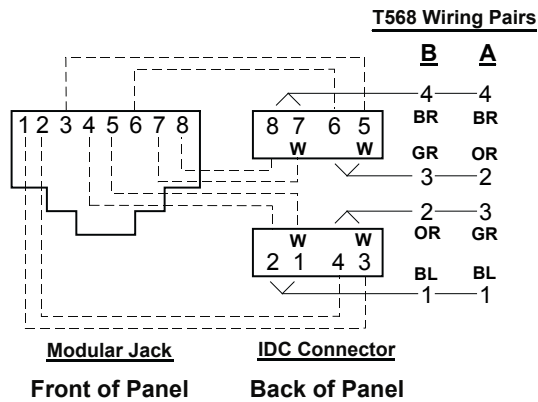 T568 Wiring Pairs
B A
4 4
BR BR
GR OR
3 2
2 3
OR GR
BL BL
1 1
1 2 3 4 5 6 7 8
8 7 6 5
W W
W W
2 1 4 3
Modular Jack IDC Connector
Front of Panel Back of Panel